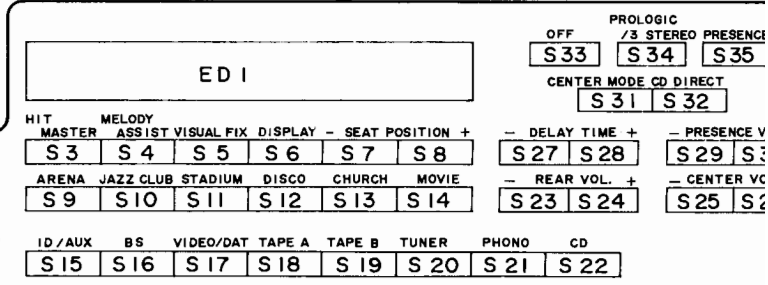 PROLOGIC
OFF /3 STEREO PRESENCE
S33 S34 S35
ED1
CENTER MODE CD DIRECT
S31 S32
HIT MELODY
MASTER ASSIST VISUAL FIX DISPLAY - SEAT POSITION + - DELAY TIME + - PRESENCE V
S3 S4 S5 S6 S7 S8 S27 S28 S29 S3
ARENA JAZZ CLUB STADIUM DISCO CHURCH MOVIE - REAR VOL. + - CENTER VO
S9 S10 S11 S12 S13 S14 S23 S24 S25 S2
ID/AUX BS VIDEO/DAT TAPE A TAPE B TUNER PHONO CD
S15 S16 S17 S18 S19 S20 S21 S22